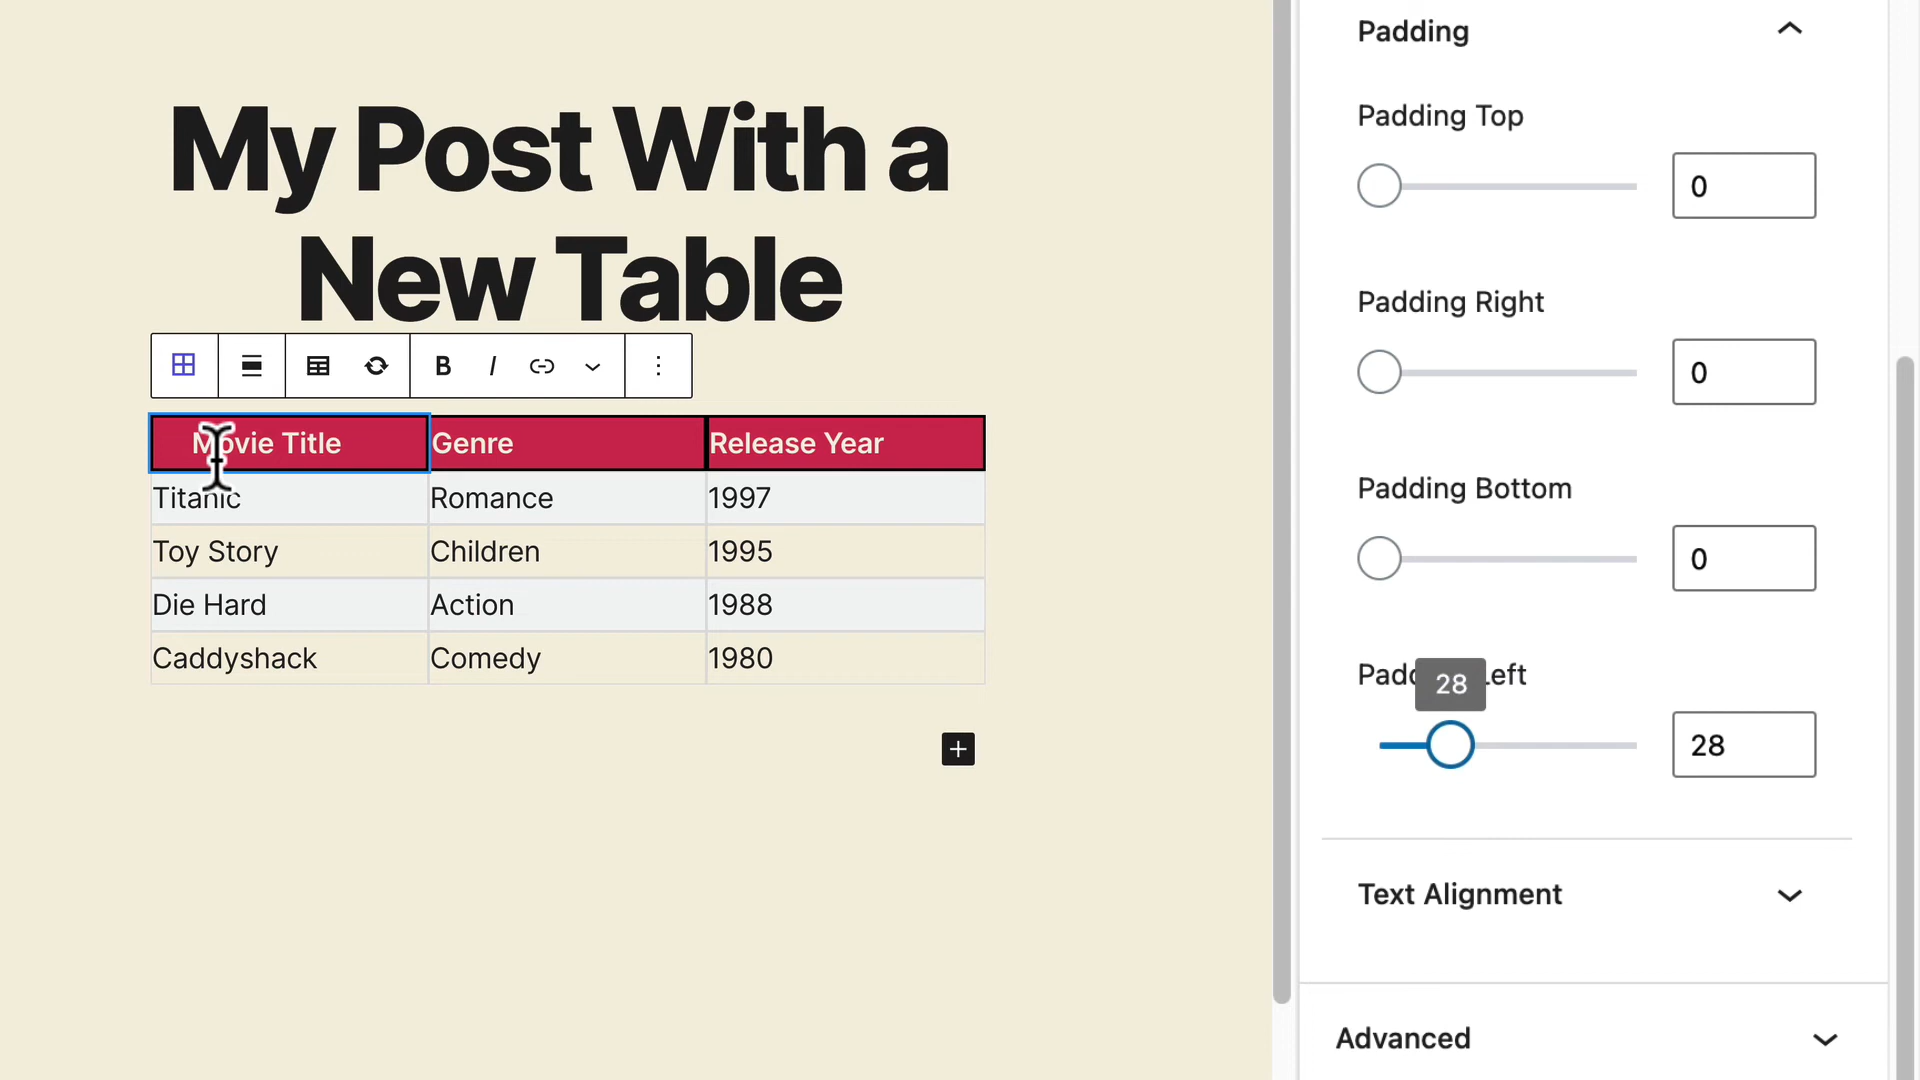 My Post With a
New Table
B I
Movie Title Genre Release Year
Titanic Romance 1997
Toy Story Children 1995
Die Hard Action 1988
Caddyshack Comedy 1980
Padding
Padding Top
0
Padding Right
0
Padding Bottom
0
28
28
Text Alignment
Advanced